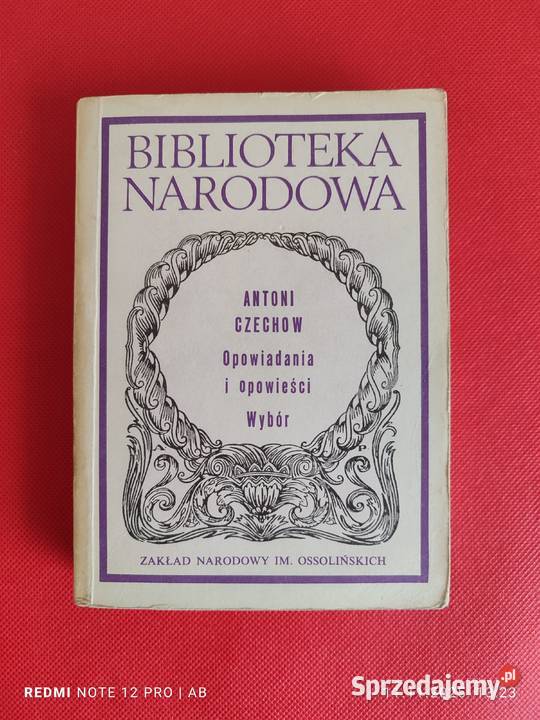 BIBLIOTEKA
NARODOWA
ANTONI
CZECHOW
Opowiadania
i opowieści
Wybór
A P
ZAKŁAD NARODOWY IM. OSSOLIŃSKICH
REDMI NOTE 12 PRO | AB
Sprzedajemy.pl